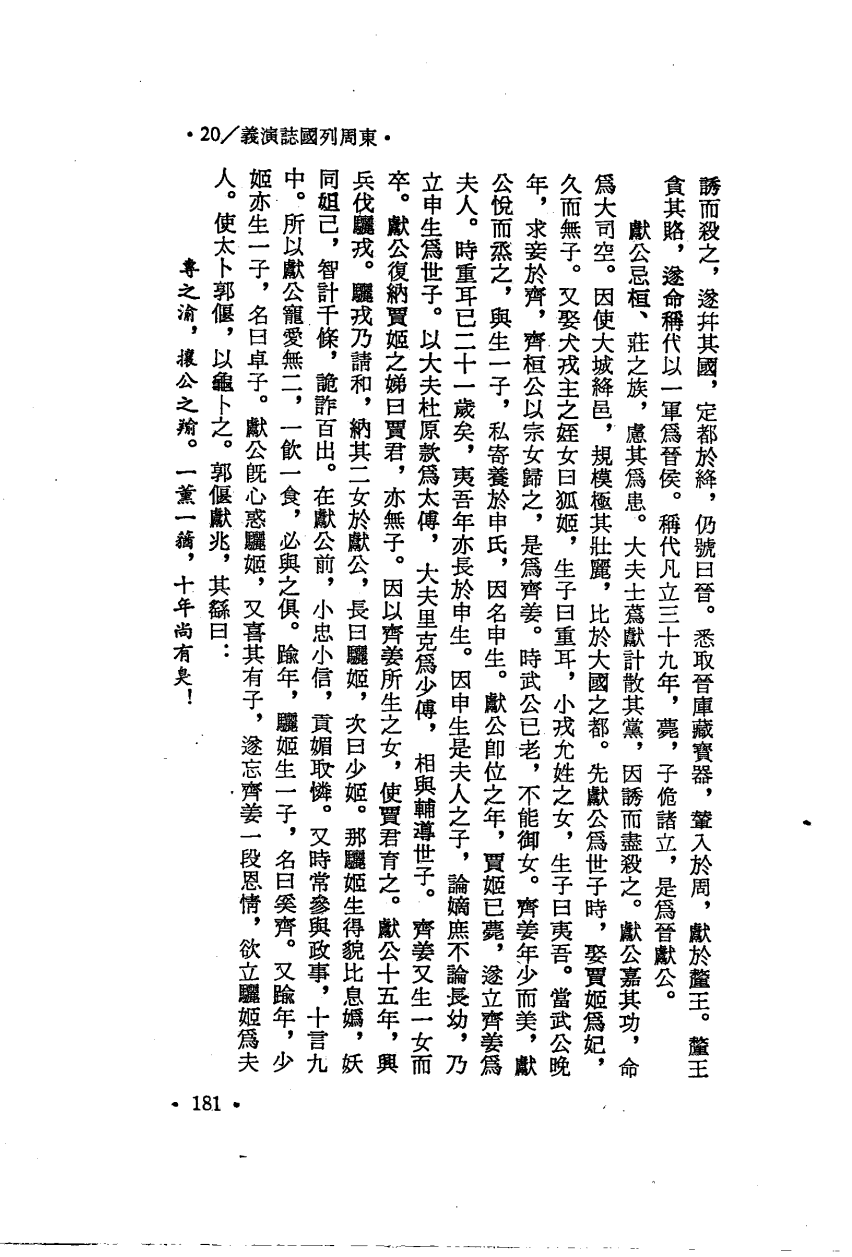 •東周列國誌演義/20•
誘而殺之，遂幷其國，定都於絳，仍號曰晉。悉取晉庫藏寶器，輦入於周，獻於釐王。釐王
貪其賂，遂命稱代以一軍爲晉侯。稱代凡立三十九年，薨，子佹諸立，是爲晉獻公。
獻公忌桓、莊之族，慮其爲患。大夫士蔿獻計散其黨，因誘而盡殺之。獻公嘉其功，命
爲大司空。因使大城絳邑，規模極其壯麗，比於大國之都。先獻公爲世子時，娶賈姬爲妃，
久而無子。又娶犬戎主之姪女曰狐姬，生子曰重耳，小戎允姓之女，生子曰夷吾。當武公晚
年，求妾於齊，齊桓公以宗女歸之，是爲齊姜。時武公已老，不能御女。齊姜年少而美，獻
公悅而烝之，與生一子，私寄養於申氏，因名申生。獻公卽位之年，賈姬已薨，遂立齊姜爲
夫人。時重耳已二十一歲矣，夷吾年亦長於申生。因申生是夫人之子，論嫡庶不論長幼，乃
立申生爲世子。以大夫杜原款爲太傅，大夫里克爲少傅，相與輔導世子。齊姜又生一女而
卒。獻公復納賈姬之娣曰賈君，亦無子。因以齊姜所生之女，使賈君育之。獻公十五年，興
兵伐驪戎。驪戎乃請和，納其二女於獻公，長曰驪姬，次曰少姬。那驪姬生得貌比息嬀，妖
同妲己，智計千條，詭詐百出。在獻公前，小忠小信，貢媚取憐。又時常參與政事，十言九
中。所以獻公寵愛無二，一飮一食，必與之俱。踰年，驪姬生一子，名曰奚齊。又踰年，少
姬亦生一子，名曰卓子。獻公旣心惑驪姬，又喜其有子，遂忘齊姜一段恩情，欲立驪姬爲夫
人。使太卜郭偃，以龜卜之。郭偃獻兆，其繇曰：
專之渝，攘公之羭。一薰一蕕，十年尚有臭！
•181•